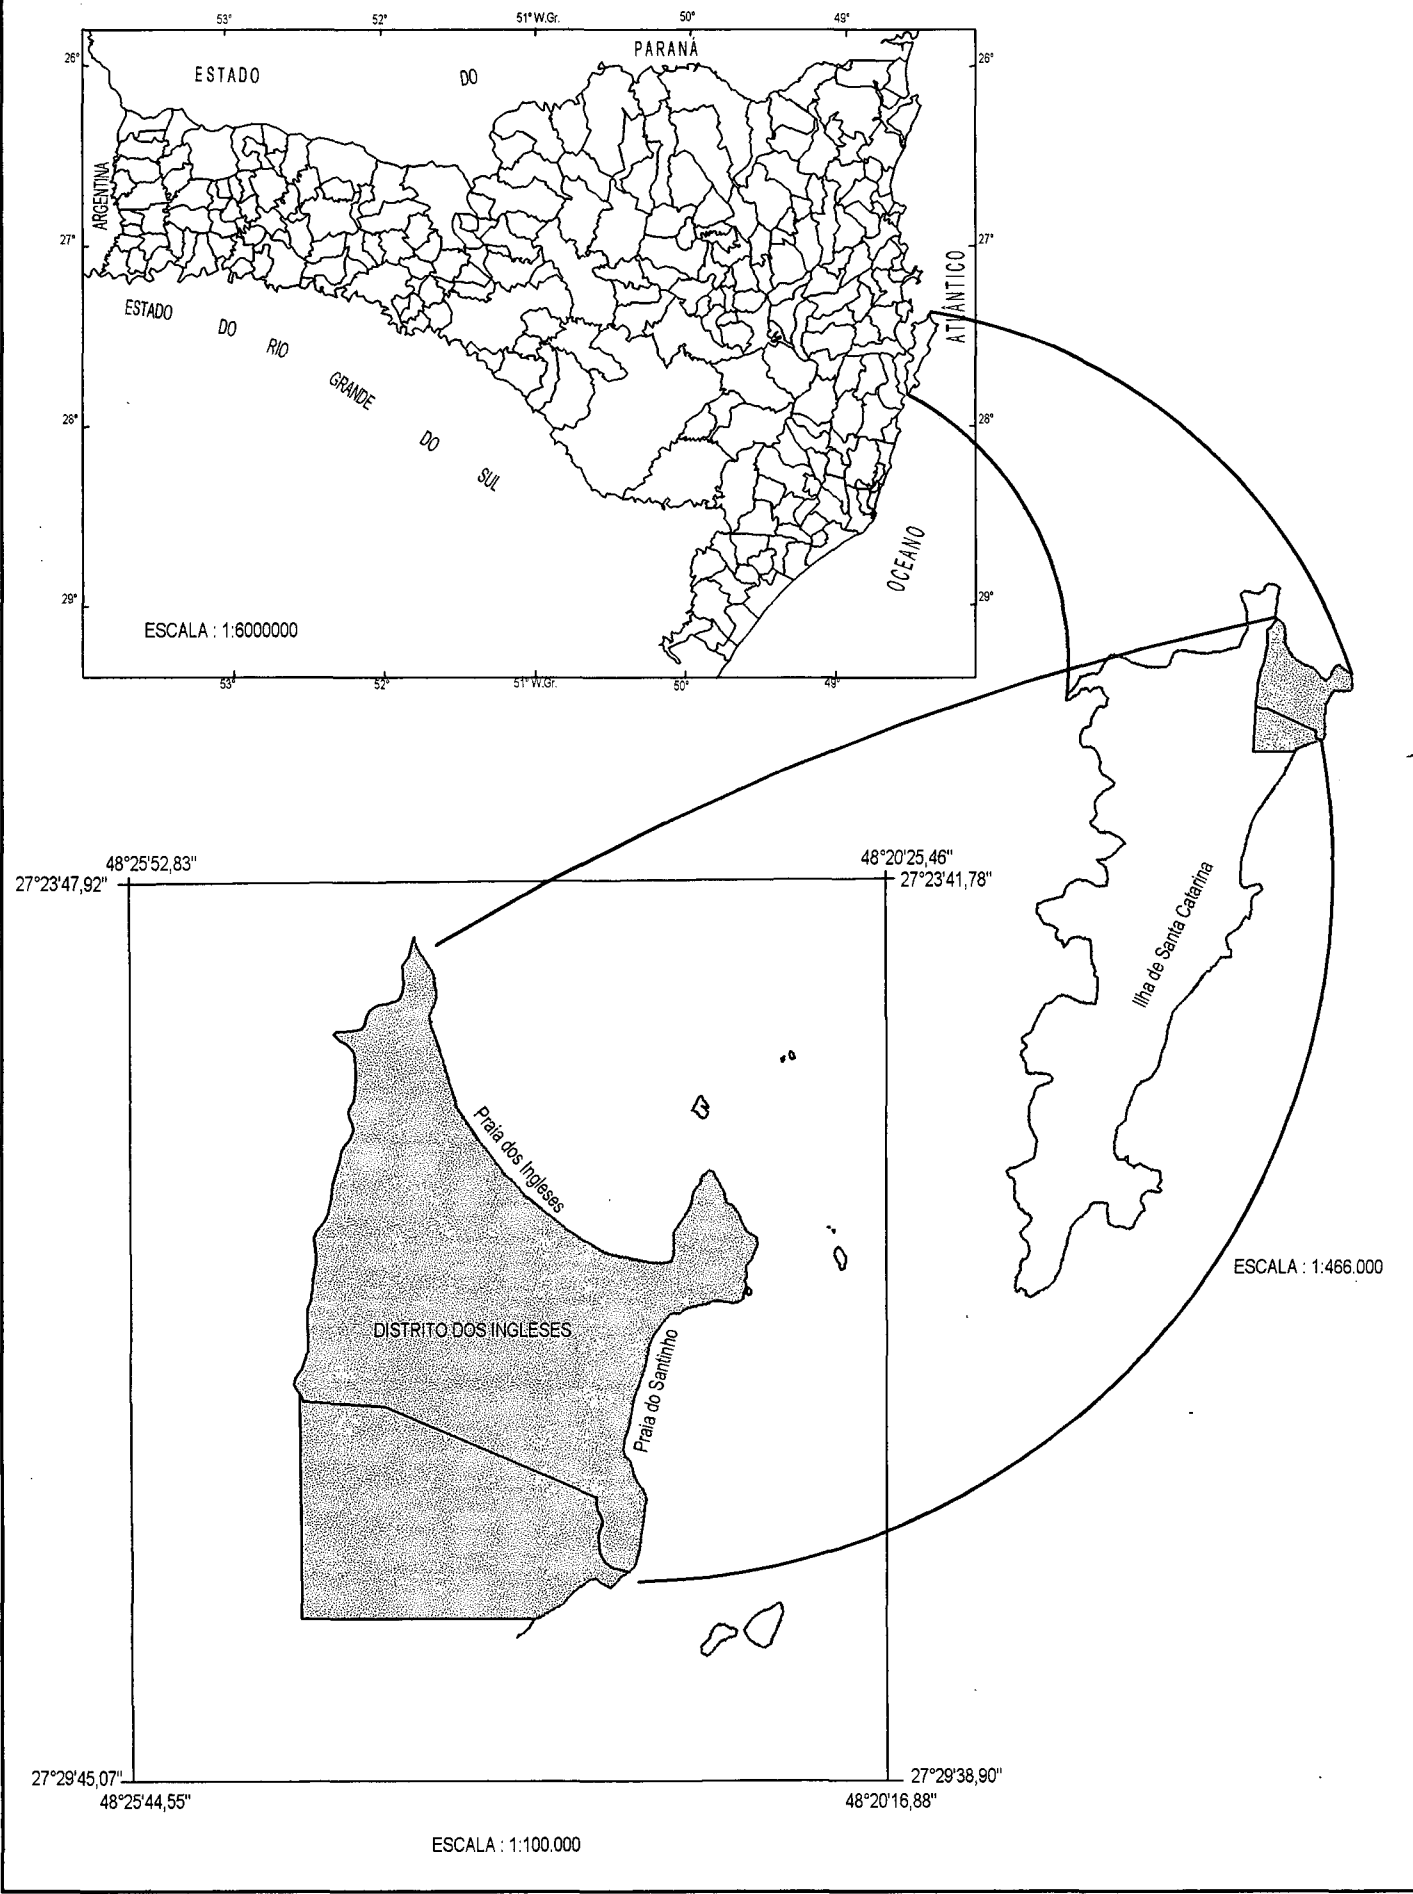 53°
52°
51° W.Gr.
50°
49°
PARANÁ
26°
ESTADO
DO
26°
ARGENTINA
27°
27°
ATLÂNTICO
ESTADO
DO
RIO
GRANDE
DO
SUL
28°
28°
OCEANO
29°
29°
ESCALA : 1:6000000
53°
52°
51° W.Gr.
50°
49°
48°25'52,83"
48°20'25,46"
27°23'47,92"
27°23'41,78"
Ilha de Santa Catarina
Praia dos Ingleses
ESCALA : 1:466.000
DISTRITO DOS INGLESES
Praia do Santinho
27°29'45,07"
27°29'38,90"
48°25'44,55"
48°20'16,88"
ESCALA : 1:100.000